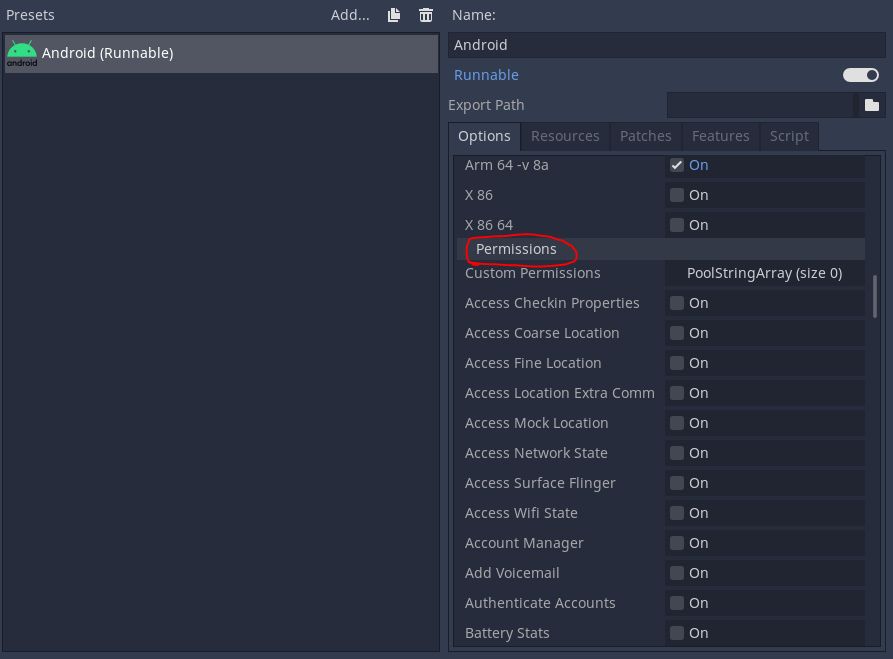 Presets Add...
android Android (Runnable)
Name:
Android
Runnable
Export Path
Options Resources Patches Features Script
Arm 64 -v 8a On
X 86 On
X 86 64 On
Permissions
Custom Permissions PoolStringArray (size 0)
Access Checkin Properties On
Access Coarse Location On
Access Fine Location On
Access Location Extra Comm On
Access Mock Location On
Access Network State On
Access Surface Flinger On
Access Wifi State On
Account Manager On
Add Voicemail On
Authenticate Accounts On
Battery Stats On